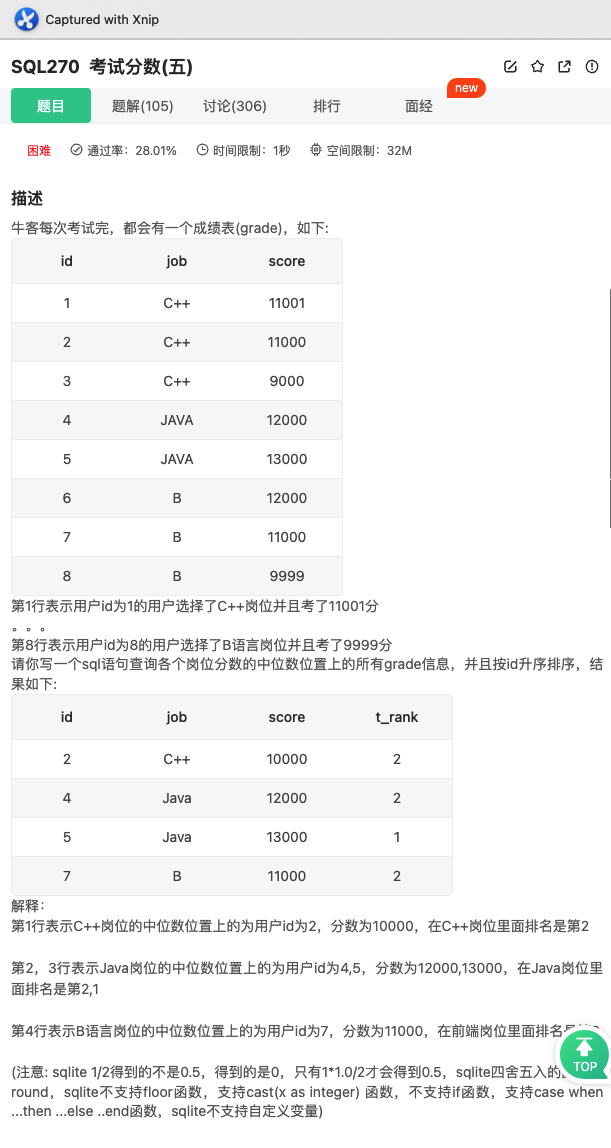 Captured with Xnip
SQL270 考试分数(五)
new
题目 题解(105) 讨论(306) 排行 面经
困难 通过率：28.01% 时间限制：1秒 空间限制：32M
描述
牛客每次考试完，都会有一个成绩表(grade)，如下:
id job score
1 C++ 11001
2 C++ 11000
3 C++ 9000
4 JAVA 12000
5 JAVA 13000
6 B 12000
7 B 11000
8 B 9999
第1行表示用户id为1的用户选择了C++岗位并且考了11001分
。。。
第8行表示用户id为8的用户选择了B语言岗位并且考了9999分
请你写一个sql语句查询各个岗位分数的中位数位置上的所有grade信息，并且按id升序排序，结
果如下:
id job score t_rank
2 C++ 10000 2
4 Java 12000 2
5 Java 13000 1
7 B 11000 2
解释：
第1行表示C++岗位的中位数位置上的为用户id为2，分数为10000，在C++岗位里面排名是第2
第2，3行表示Java岗位的中位数位置上的为用户id为4,5，分数为12000,13000，在Java岗位里
面排名是第2,1
第4行表示B语言岗位的中位数位置上的为用户id为7，分数为11000，在前端岗位里面排名是
TOP
(注意: sqlite 1/2得到的不是0.5，得到的是0，只有1*1.0/2才会得到0.5，sqlite四舍五入的
round，sqlite不支持floor函数，支持cast(x as integer) 函数，不支持if函数，支持case when
...then ...else ..end函数，sqlite不支持自定义变量)